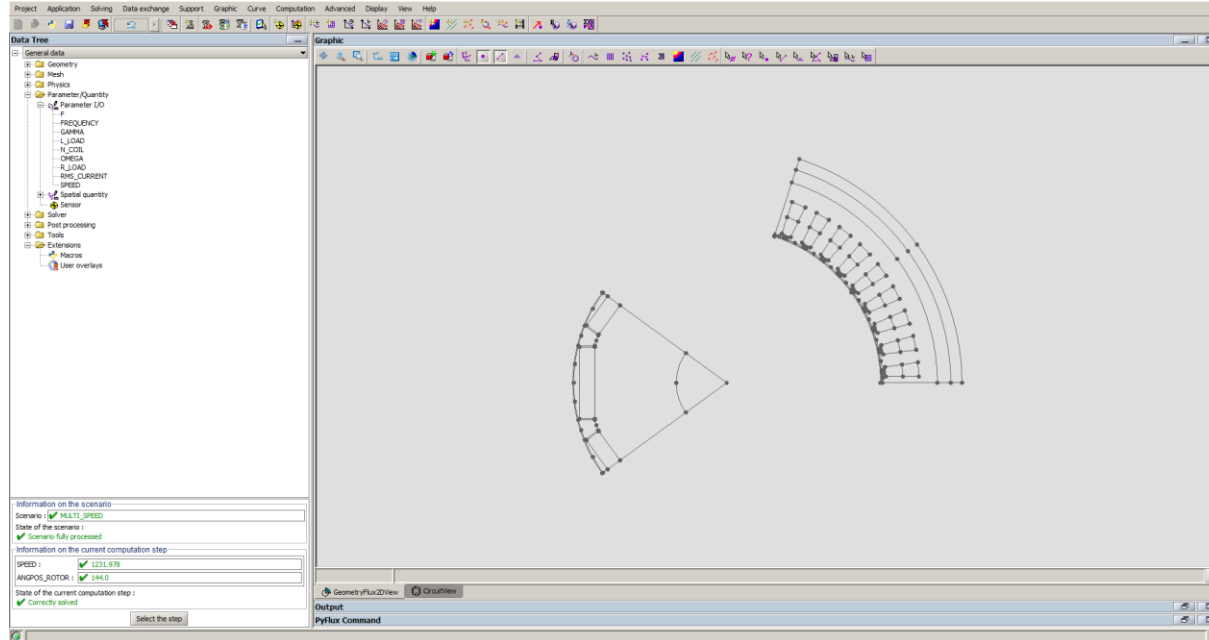 Project Application Solving Data exchange Support Graphic Curve Computation Advanced Display View Help
Data Tree
General data
Geometry
Mesh
Physics
Parameter/Quantity
Parameter I/O
F
FREQUENCY
GAMMA
L_LOAD
N_COIL
OMEGA
R_LOAD
RMS_CURRENT
SPEED
Spatial quantity
Sensor
Solver
Post processing
Tools
Extensions
Macros
User overlays
Information on the scenario
Scenario : MULTI_SPEED
State of the scenario :
Scenario fully processed
Information on the current computation step
SPEED : 1231.978
ANGPOS_ROTOR : 144.0
State of the current computation step :
Correctly solved
Select the step
Graphic
GeometryFlux2DView CircuitView
Output
PyFlux Command